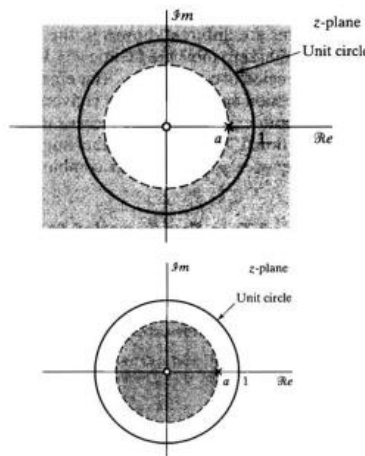 ℐm
z-plane
Unit circle
a
1
ℛe
ℐm
z-plane
Unit circle
a
1
ℛe